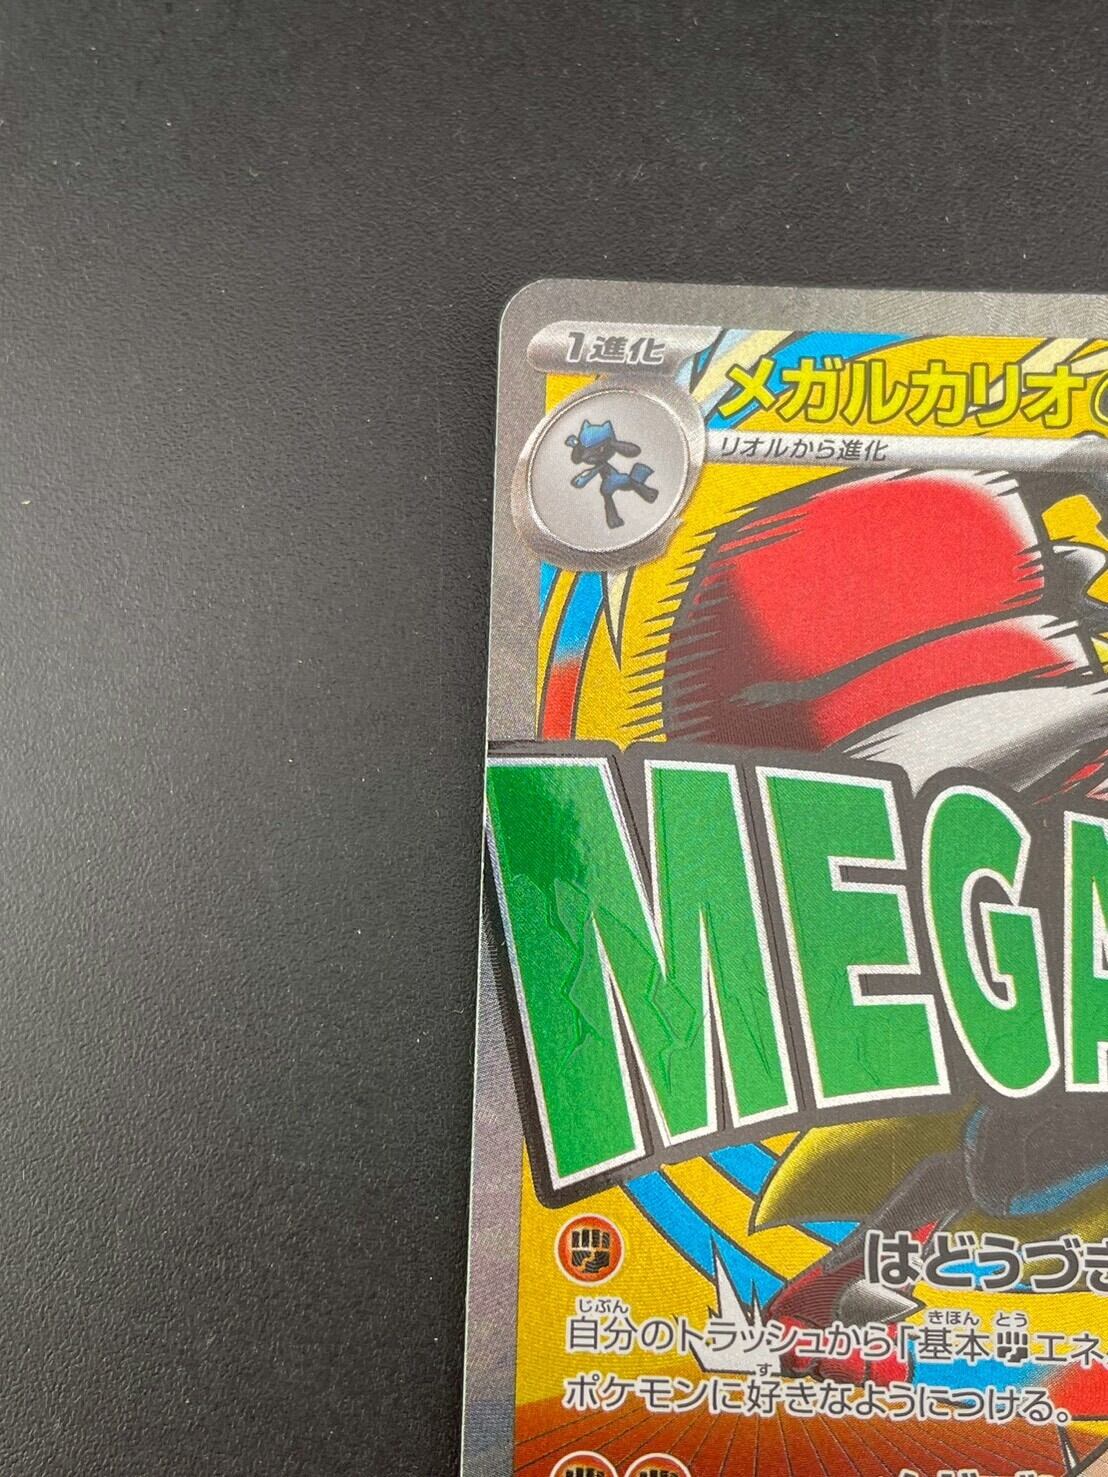 1進化
メガルカリオ
リオルから進化
MEGA
はどうづき
じぶん
きほん とう
自分のトラッシュから「基本 エネ
す
ポケモンに好きなようにつける。